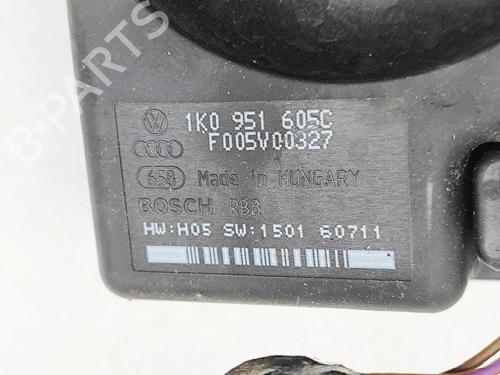 1K0 951 605C
F005V00327
658 Made in HUNGARY
BOSCH RB8
HW:H05 SW:1501 60711
B-PARTS